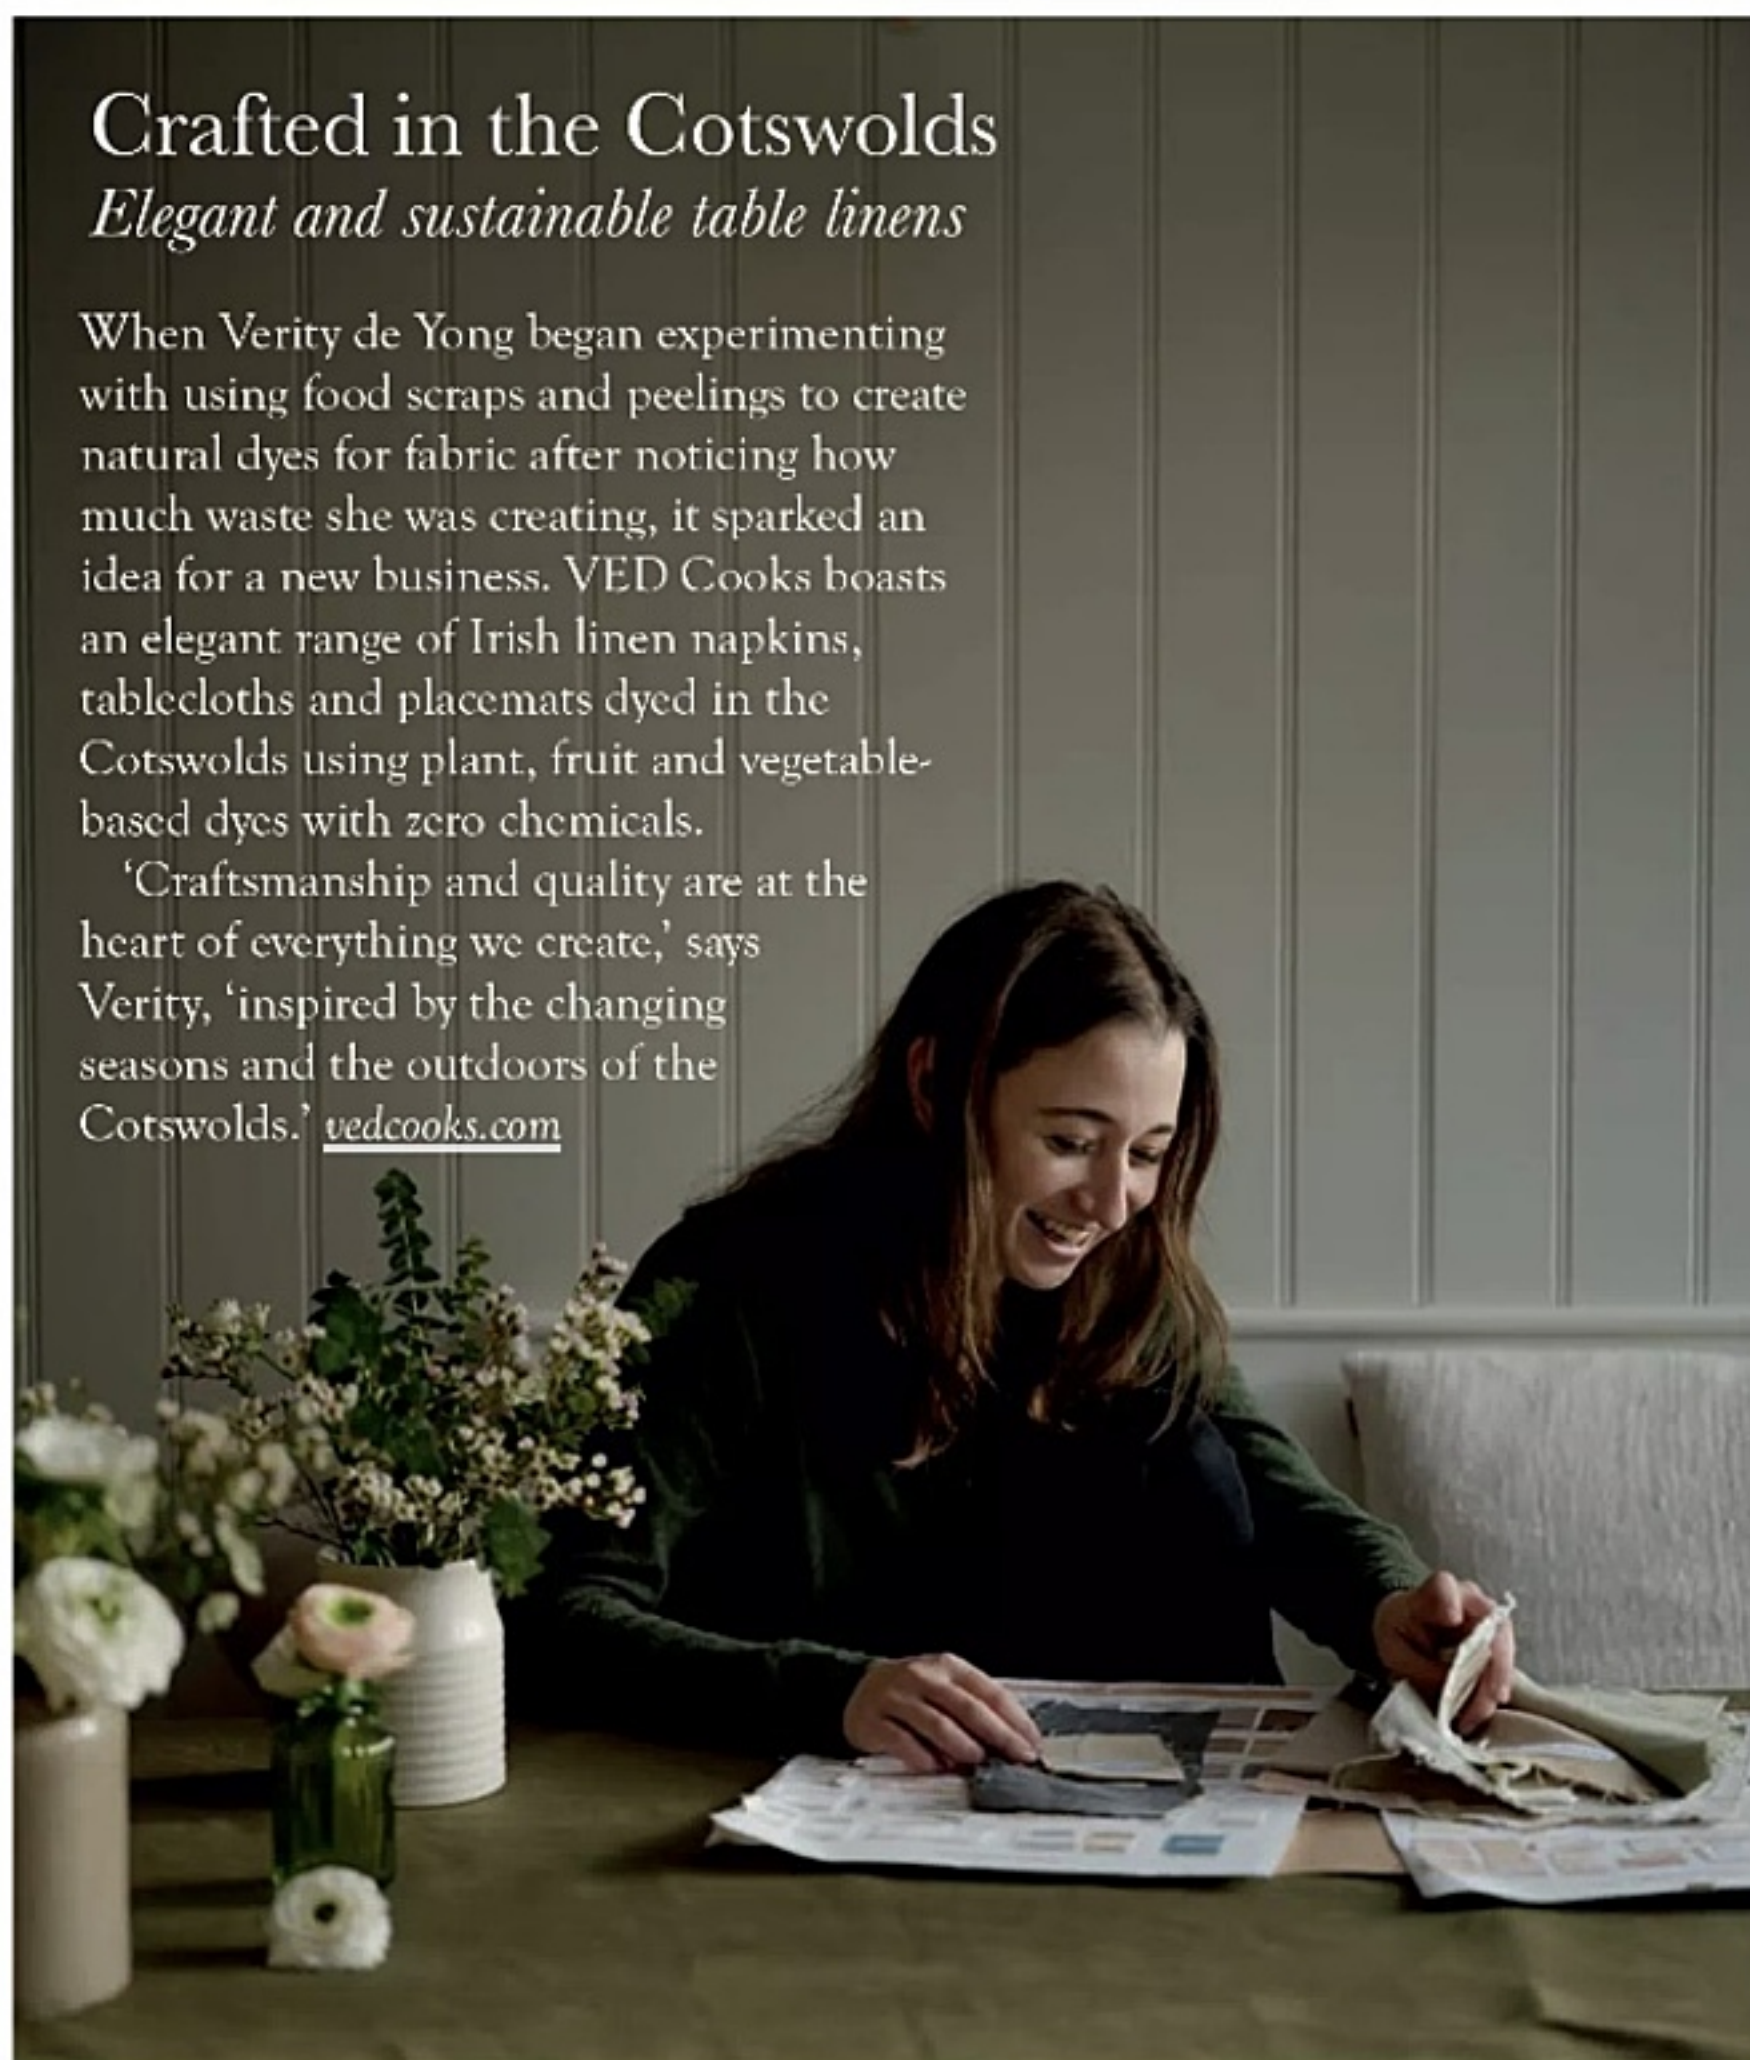 Crafted in the Cotswolds
Elegant and sustainable table linens
When Verity de Yong began experimenting
with using food scraps and peelings to create
natural dyes for fabric after noticing how
much waste she was creating, it sparked an
idea for a new business. VED Cooks boasts
an elegant range of Irish linen napkins,
tablecloths and placemats dyed in the
Cotswolds using plant, fruit and vegetable-
based dyes with zero chemicals.
‘Craftsmanship and quality are at the
heart of everything we create,’ says
Verity, ‘inspired by the changing
seasons and the outdoors of the
Cotswolds.’ vedcooks.com